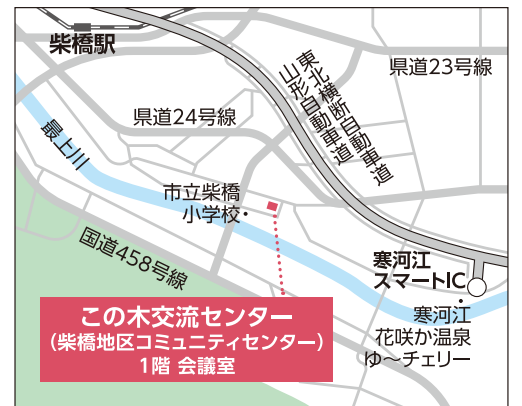 柴橋駅
県道23号線
東北横断自動車道
山形自動車道
県道24号線
最上川
市立柴橋
小学校
国道458号線
寒河江
スマートIC
寒河江
花咲か温泉
ゆ～チェリー
この木交流センター
（柴橋地区コミュニティセンター）
1階 会議室